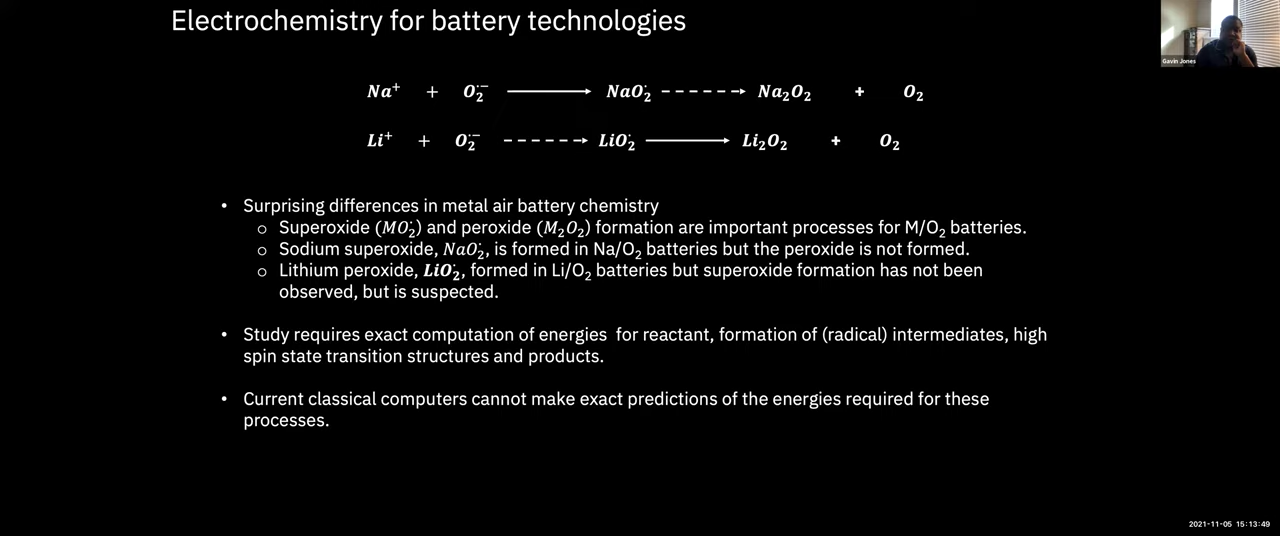 Electrochemistry for battery technologies
Gavin Jones
Na⁺ + O₂˙⁻ ⟶ NaO₂˙ ⇢ Na₂O₂ + O₂
Li⁺ + O₂˙⁻ ⇢ LiO₂˙ ⟶ Li₂O₂ + O₂
• Surprising differences in metal air battery chemistry
o Superoxide (MO₂˙) and peroxide (M₂O₂) formation are important processes for M/O₂ batteries.
o Sodium superoxide, NaO₂˙, is formed in Na/O₂ batteries but the peroxide is not formed.
o Lithium peroxide, LiO₂˙, formed in Li/O₂ batteries but superoxide formation has not been
observed, but is suspected.
• Study requires exact computation of energies for reactant, formation of (radical) intermediates, high
spin state transition structures and products.
• Current classical computers cannot make exact predictions of the energies required for these
processes.
2021-11-05 15:13:49